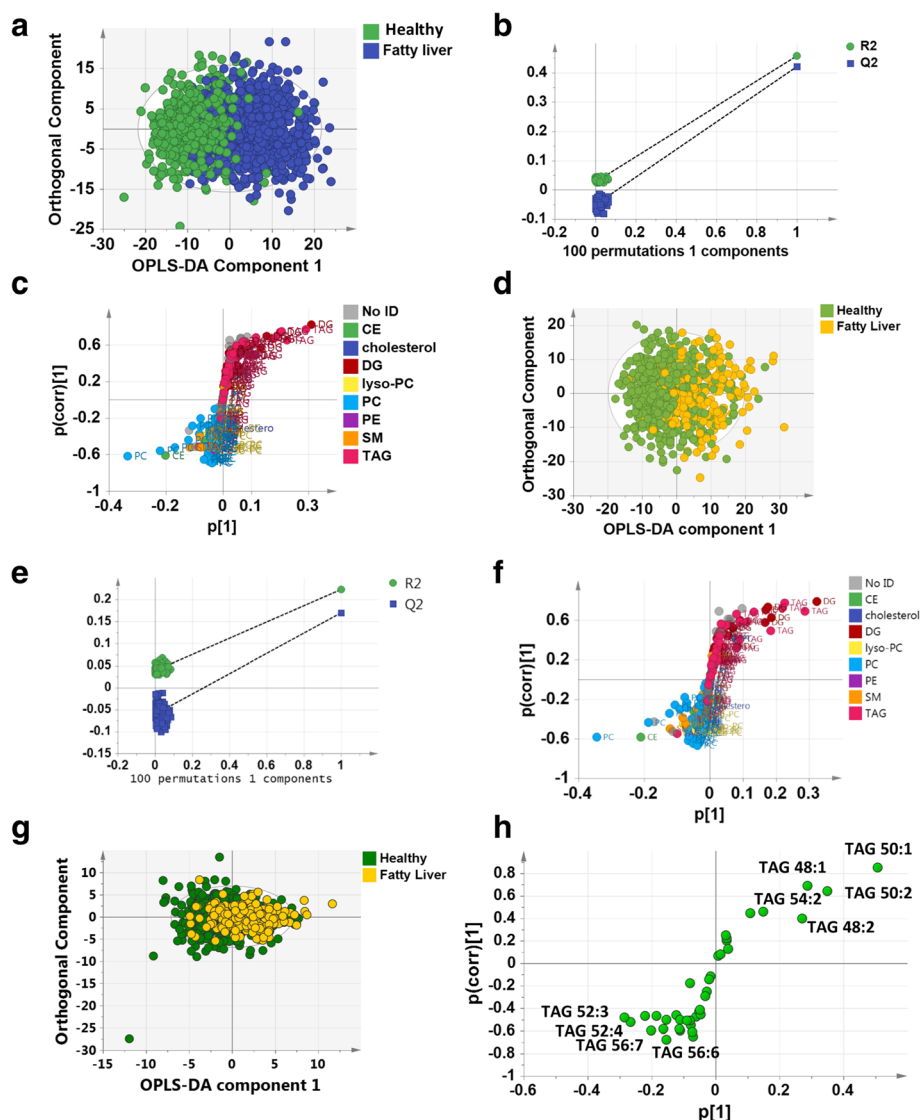 a
Healthy
Fatty liver
Orthogonal Component
15
5
-5
-15
-25
-30
-20
-10
0
10
20
OPLS-DA Component 1
b
R2
Q2
0.4
0.2
0
-0.1
0
0.2
0.4
0.6
0.8
1
1.2
100 permutations 1 components
c
No ID
CE
cholesterol
DG
lyso-PC
PC
PE
SM
TAG
p(corr)[1]
0.6
0.2
-0.2
-0.6
-1
DG
TAG
PC
CE
-0.4
-0.2
0
0.1
0.3
p[1]
d
Healthy
Fatty Liver
Orthogonal Component
20
10
0
-10
-20
-30
-30
-20
-10
0
10
20
30
OPLS-DA component 1
e
R2
Q2
0.2
0.15
0.1
0.05
0
-0.05
-0.1
-0.15
0
0.2
0.4
0.6
0.8
1
1.2
100 permutations 1 components
f
No ID
CE
cholesterol
DG
lyso-PC
PC
PE
SM
TAG
p(corr)[1]
0.6
0.2
-0.2
-0.6
-1
TAG
DG
TAG
TAG
PC
PC
CE
cholestero
-0.4
-0.2
0
0.1
0.3
p[1]
g
Healthy
Fatty Liver
Orthogonal Component
10
5
0
-5
-10
-15
-20
-25
-30
-15
-10
-5
0
5
10
15
OPLS-DA component 1
h
p(corr)[1]
0.8
0.6
0.4
0.2
0
-0.2
-0.4
-0.6
-0.8
-1
TAG 50:1
TAG 48:1
TAG 50:2
TAG 54:2
TAG 48:2
TAG 52:3
TAG 52:4
TAG 56:7
TAG 56:6
-0.4
-0.2
0
0.2
0.4
0.6
p[1]